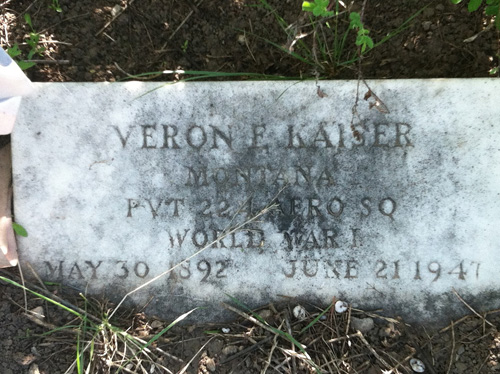 VERON E KAISER
MONTANA
PVT 224 AERO SQ
WORLD WAR I
MAY 30 1892 JUNE 21 1947